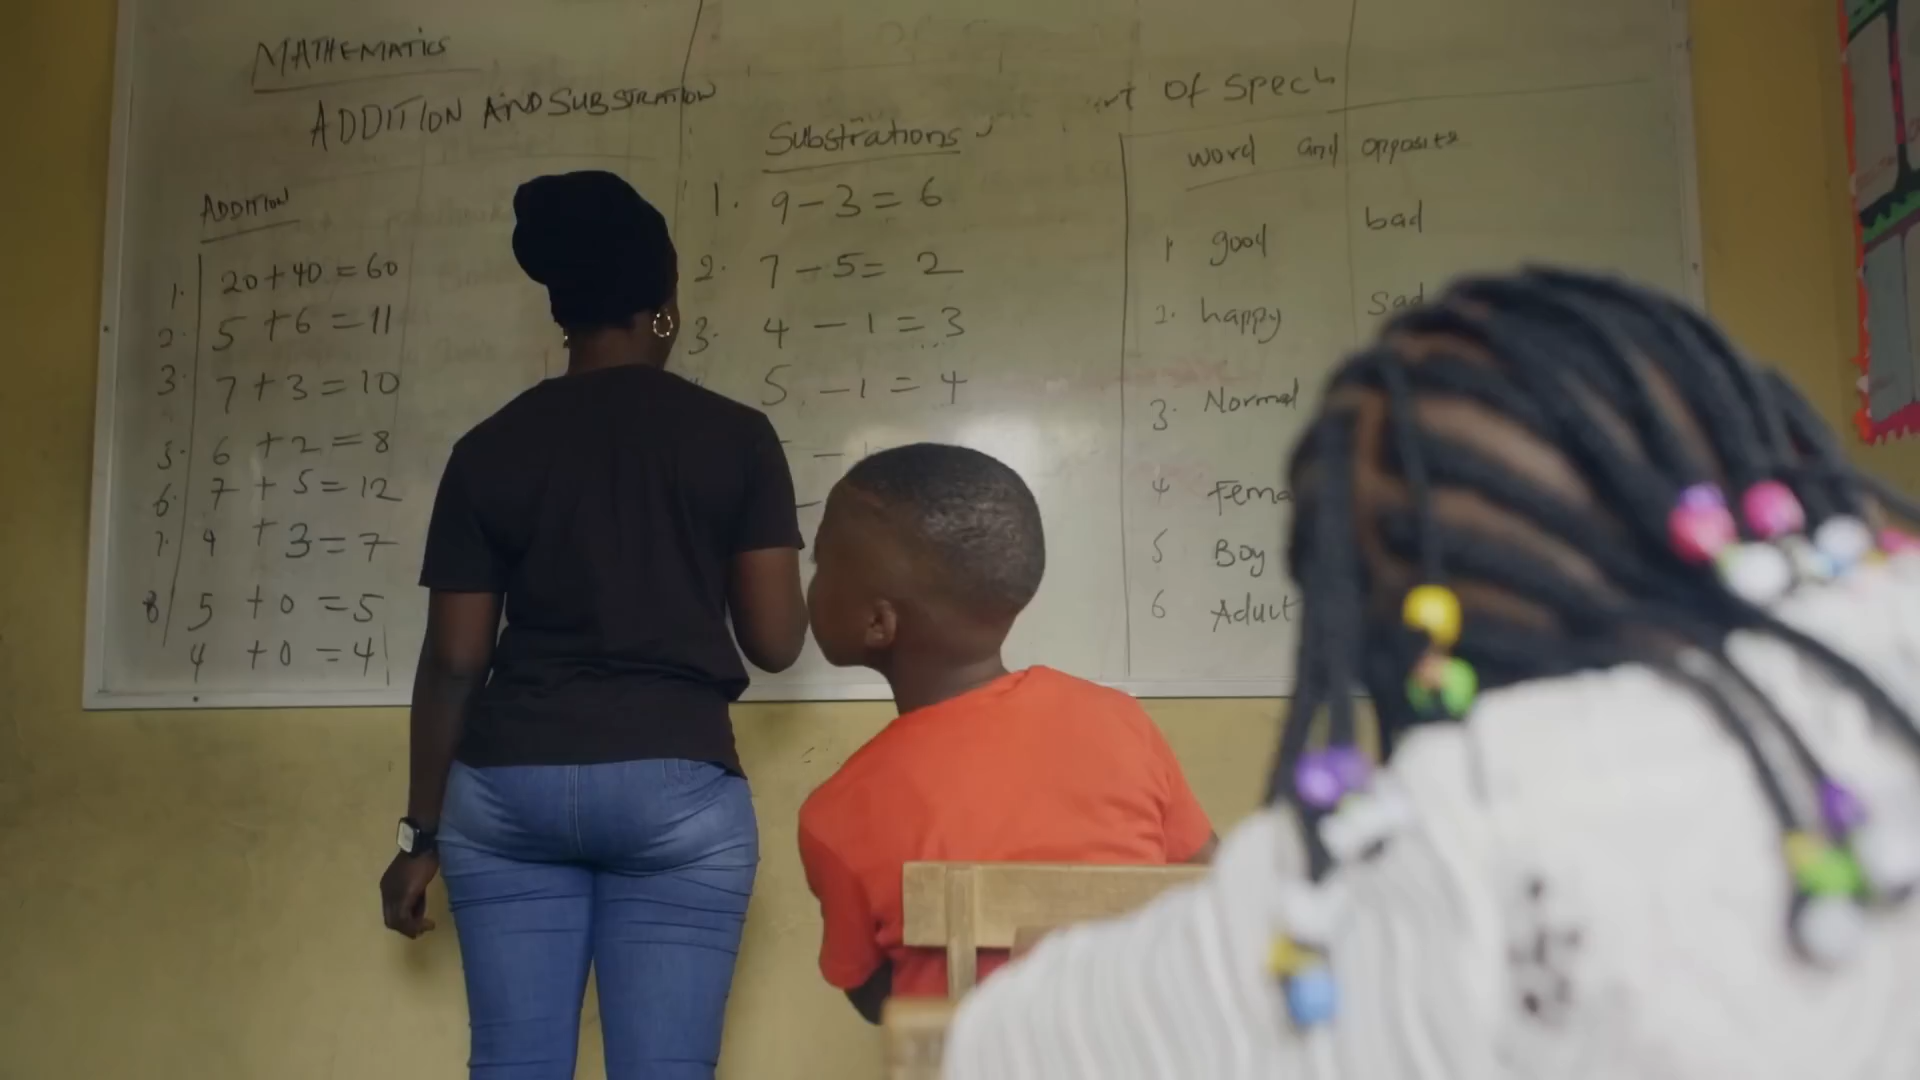 MATHEMATICS
ADDITION AND SUBSTRATION
ADDITION
1. 20+40=60
2. 5+6=11
3. 7+3=10
5. 6+2=8
6. 7+5=12
7. 4+3=7
8 5+0=5
4+0=4
Substrations
1. 9-3=6
2. 7-5=2
3. 4-1=3
5-1=4
of spech
word and opposite
1 good bad
2. happy sad
3. Normal
4
5 Boy
6 Aduct